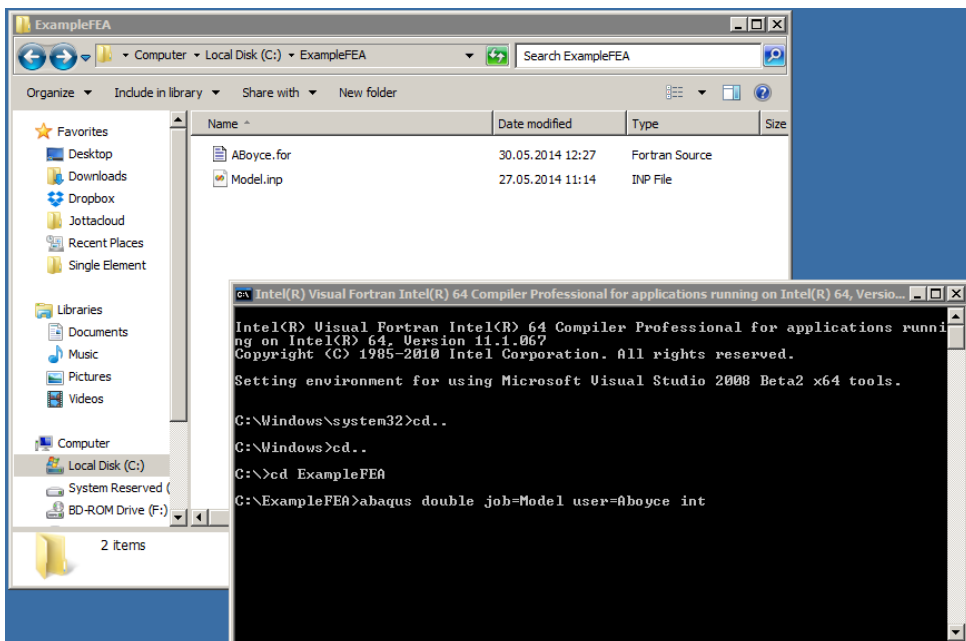 ExampleFEA
Computer Local Disk (C:) ExampleFEA
Search ExampleFEA
Organize Include in library Share with New folder
Name Date modified Type Size
ABoyce.for 30.05.2014 12:27 Fortran Source
Model.inp 27.05.2014 11:14 INP File
Favorites
Desktop
Downloads
Dropbox
Jottacloud
Recent Places
Single Element
Libraries
Documents
Music
Pictures
Videos
Computer
Local Disk (C:)
System Reserved (
BD-ROM Drive (F:)
2 items
Intel(R) Visual Fortran Intel(R) 64 Compiler Professional for applications running on Intel(R) 64, Versio...
Intel(R) Visual Fortran Intel(R) 64 Compiler Professional for applications runni
ng on Intel(R) 64, Version 11.1.067
Copyright (C) 1985-2010 Intel Corporation. All rights reserved.
Setting environment for using Microsoft Visual Studio 2008 Beta2 x64 tools.
C:\Windows\system32>cd..
C:\Windows>cd..
C:\>cd ExampleFEA
C:\ExampleFEA>abaqus double job=Model user=Aboyce int